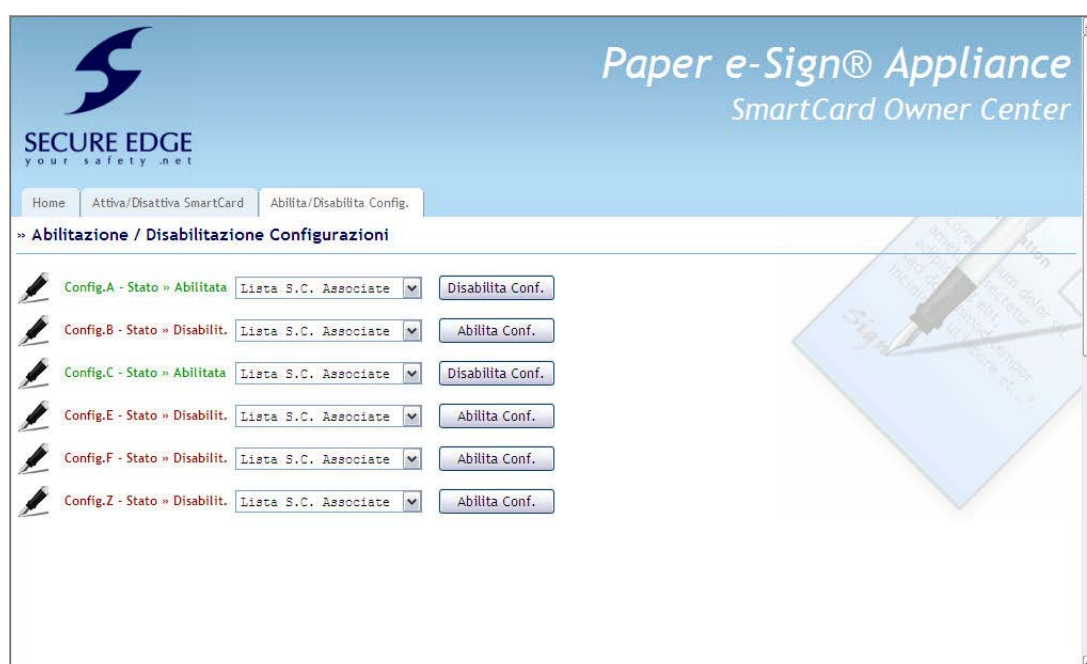 SECURE EDGE
your safety .net
Paper e-Sign® Appliance
SmartCard Owner Center
Home
Attiva/Disattiva SmartCard
Abilita/Disabilita Config.
» Abilitazione / Disabilitazione Configurazioni
Config.A - Stato » Abilitata Lista S.C. Associate Disabilita Conf.
Config.B - Stato » Disabilit. Lista S.C. Associate Abilita Conf.
Config.C - Stato » Abilitata Lista S.C. Associate Disabilita Conf.
Config.E - Stato » Disabilit. Lista S.C. Associate Abilita Conf.
Config.F - Stato » Disabilit. Lista S.C. Associate Abilita Conf.
Config.Z - Stato » Disabilit. Lista S.C. Associate Abilita Conf.
Sign